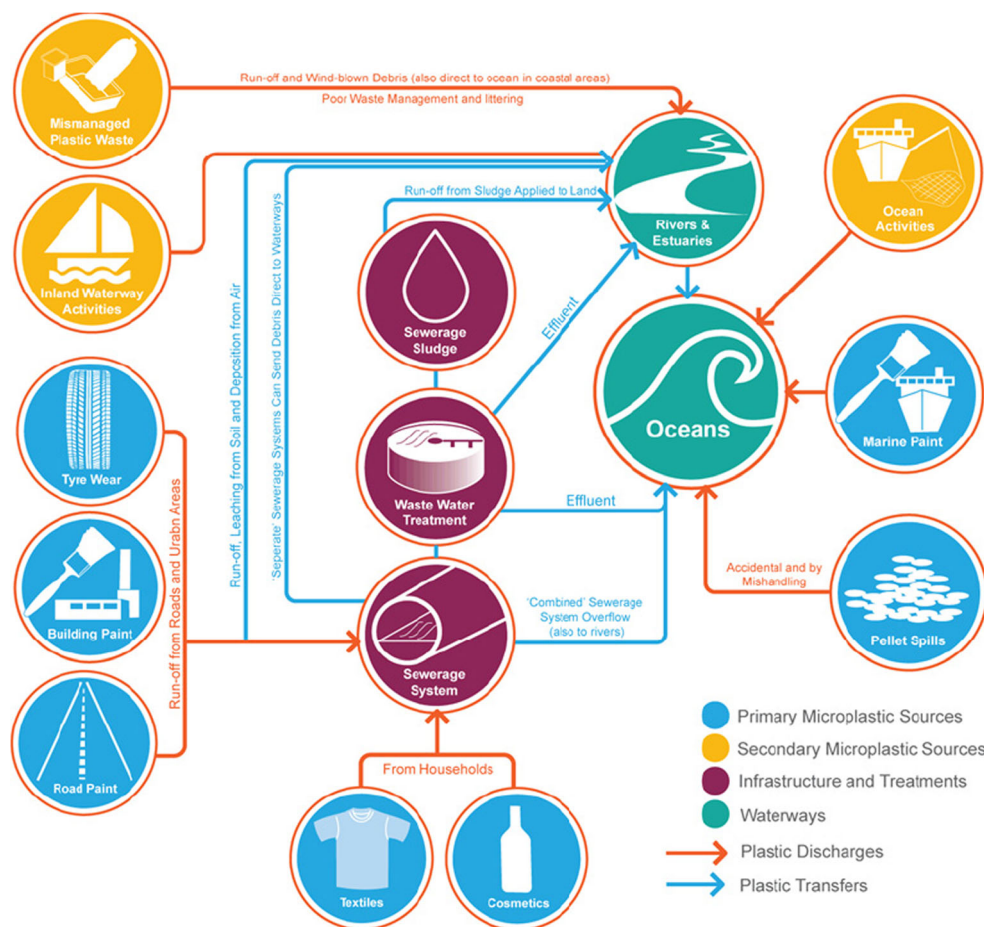 Mismanaged
Plastic Waste
Run-off and Wind-blown Debris (also direct to ocean in coastal areas)
Poor Waste Management and littering
Inland Waterway
Activities
Rivers &
Estuaries
Ocean
Activities
Run-off from Sludge Applied to Land
Sewerage
Sludge
Effluent
Oceans
Marine Paint
Run-off, Leaching from Soil and Deposition from Air
'Seperate' Sewerage Systems Can Send Debris Direct to Waterways
Tyre Wear
Waste Water
Treatment
Effluent
Building Paint
Run-off from Roads and Urabn Areas
'Combined' Sewerage
System Overflow
(also to rivers)
Accidental and by
Mishandling
Pellet Spills
Sewerage
System
Road Paint
From Households
Textiles
Cosmetics
Primary Microplastic Sources
Secondary Microplastic Sources
Infrastructure and Treatments
Waterways
Plastic Discharges
Plastic Transfers